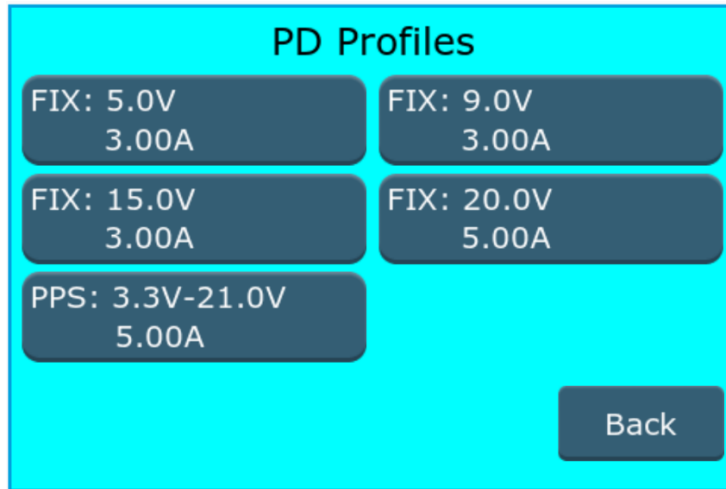 PD Profiles
FIX: 5.0V
3.00A
FIX: 9.0V
3.00A
FIX: 15.0V
3.00A
FIX: 20.0V
5.00A
PPS: 3.3V-21.0V
5.00A
Back